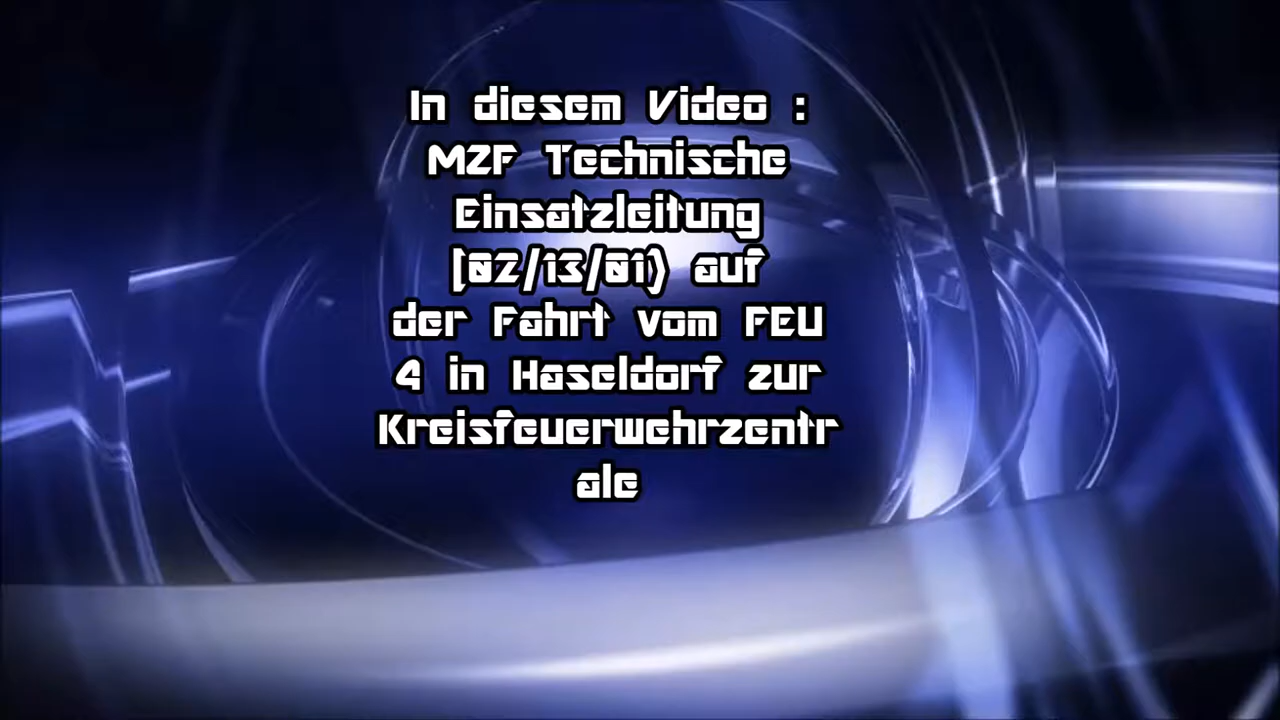 In diesem Video :
MZF Technische
Einsatzleitung
(02/13/01) auf
der Fahrt vom FEU
4 in Haseldorf zur
Kreisfeuerwehrzentr
ale